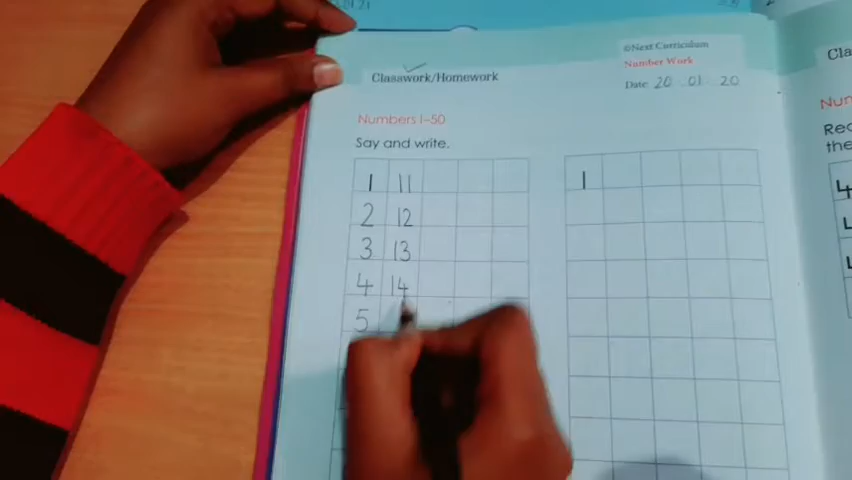 ©Next Curriculum
Classwork/Homework
Number Work
Date 20 01 20
Numbers 1-50
Say and write.
1 11 1
2 12
3 13
4 14
5